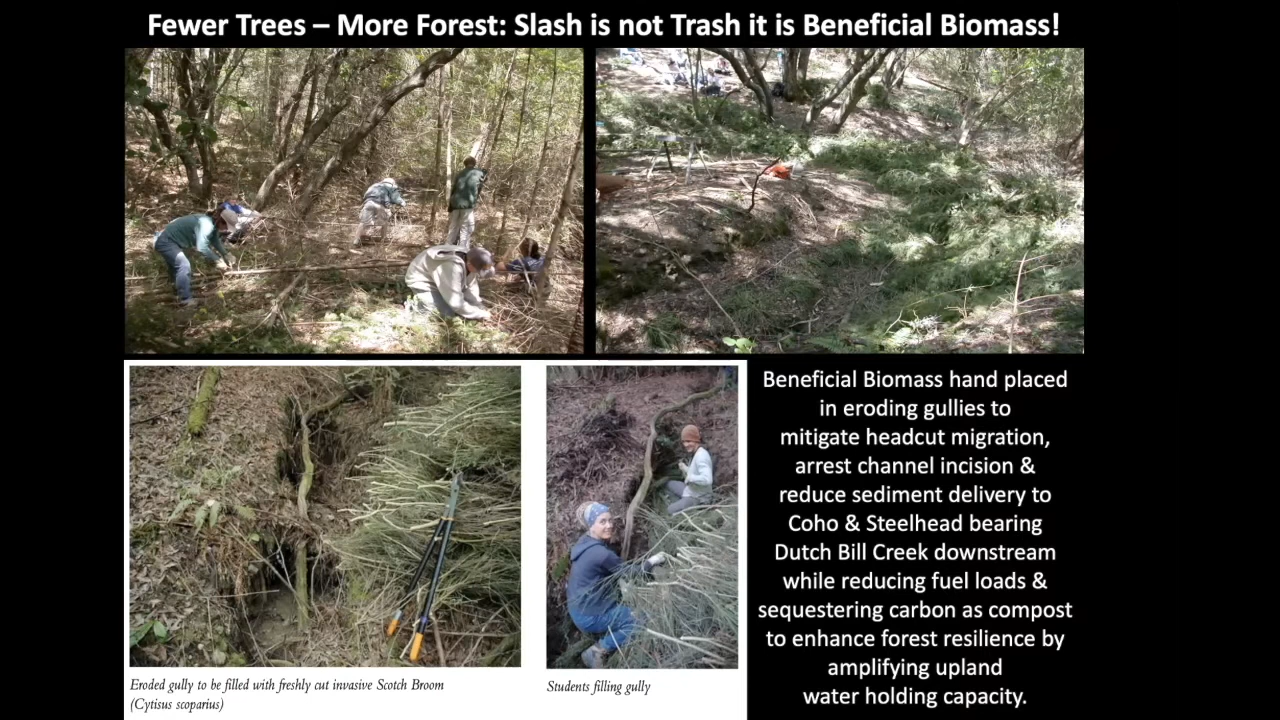 Fewer Trees – More Forest: Slash is not Trash it is Beneficial Biomass!
Beneficial Biomass hand placed
in eroding gullies to
mitigate headcut migration,
arrest channel incision &
reduce sediment delivery to
Coho & Steelhead bearing
Dutch Bill Creek downstream
while reducing fuel loads &
sequestering carbon as compost
to enhance forest resilience by
amplifying upland
water holding capacity.
Eroded gully to be filled with freshly cut invasive Scotch Broom
(Cytisus scoparius)
Students filling gully